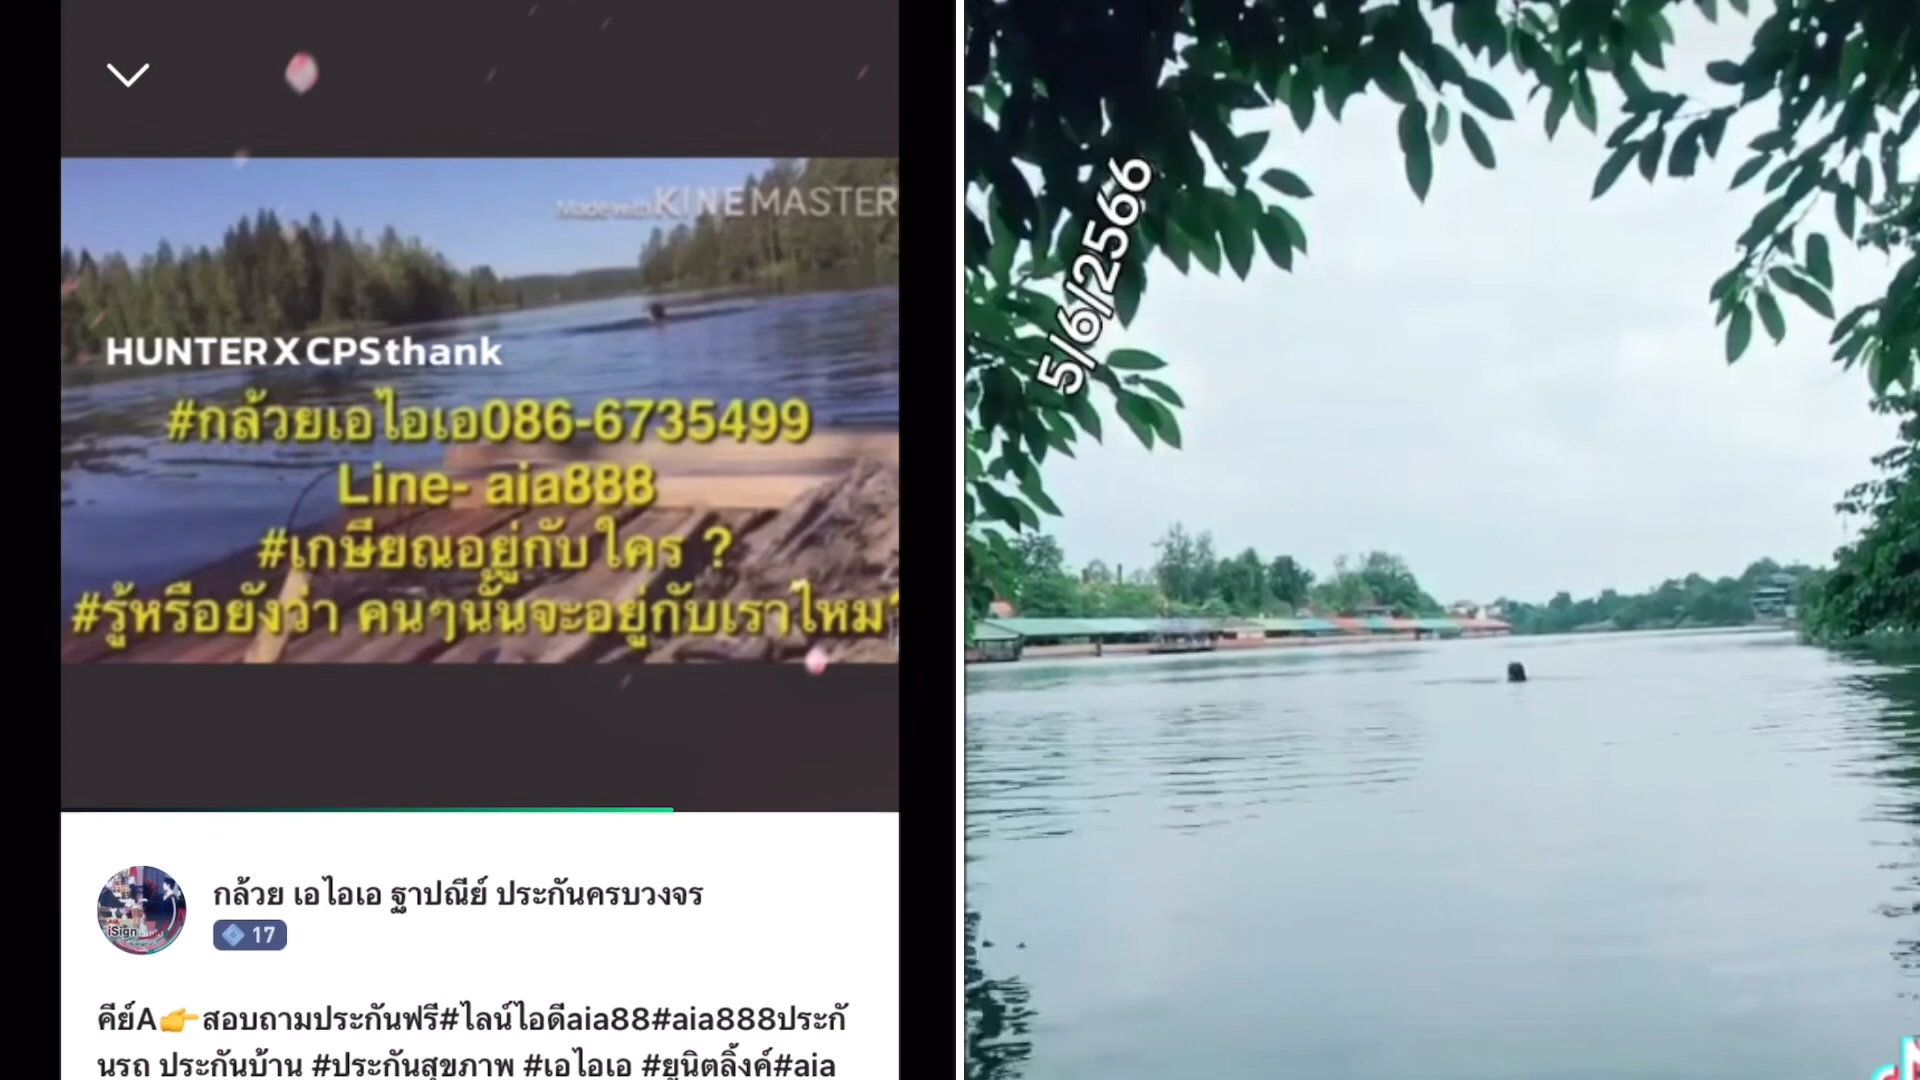 Made with KINEMASTER
HUNTER X CPSthank
#กล้วยเอไอเอ086-6735499
Line- aia888
#เกษียณอยู่กับใคร ?
#รู้หรือยังว่า คนๆนั้นจะอยู่กับเราไหม?
กล้วย เอไอเอ ฐาปณีย์ ประกันครบวงจร
iSign
17
คีย์A👉สอบถามประกันฟรี#ไลน์ไอดีaia88#aia888ประกั
นรถ ประกันบ้าน #ประกันสุขภาพ #เอไอเอ #ยูนิตลิ้งค์#aia
5/6/2566